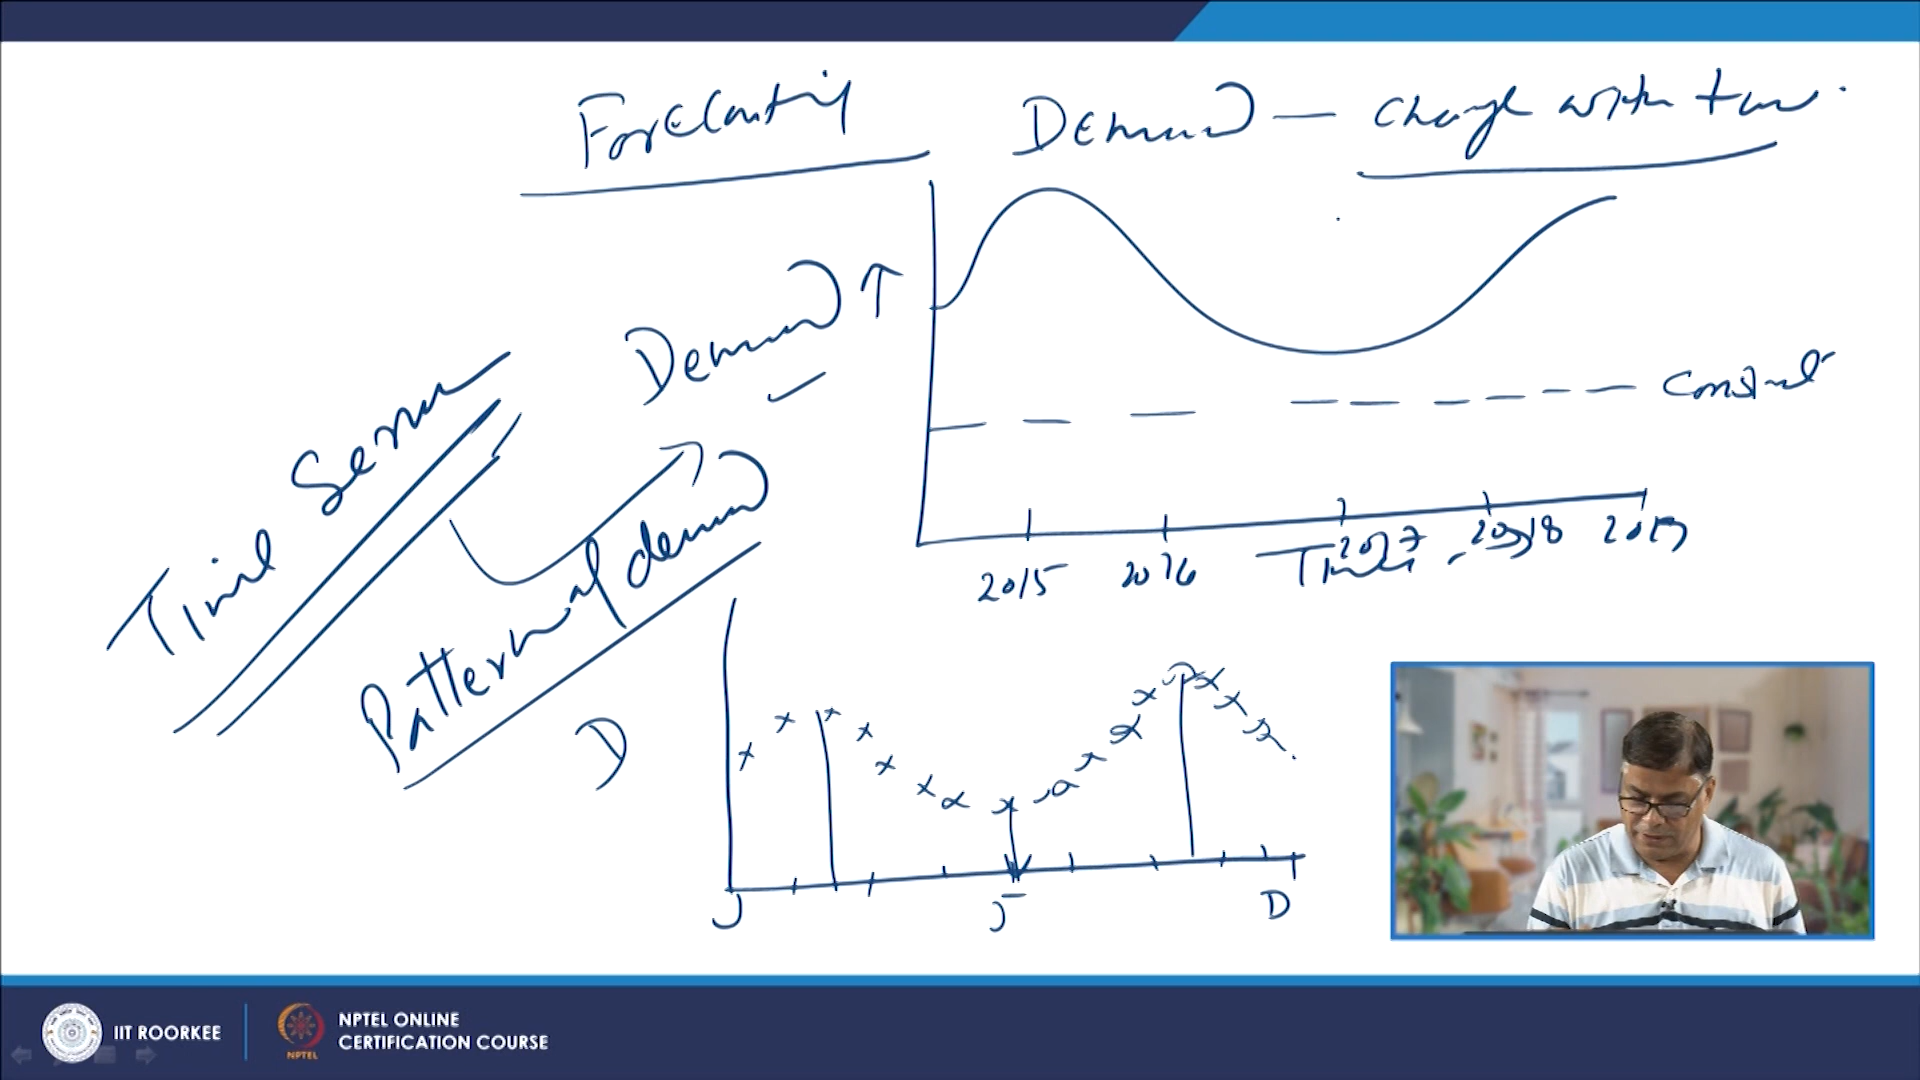 Forecasting
Demand — change with time.
Demand ↑
Constant
2015 2016 2017 2018 2019
Time
Time Series
Pattern of demand
D
J J D
IIT ROORKEE
NPTEL
NPTEL ONLINE
CERTIFICATION COURSE